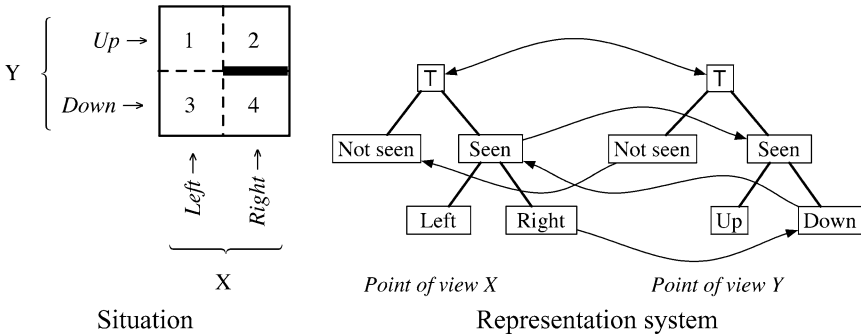 Y
Up →
Down →
1 2
3 4
Left →
Right →
X
Situation
T T
Not seen Seen Not seen Seen
Left Right Up Down
Point of view X Point of view Y
Representation system